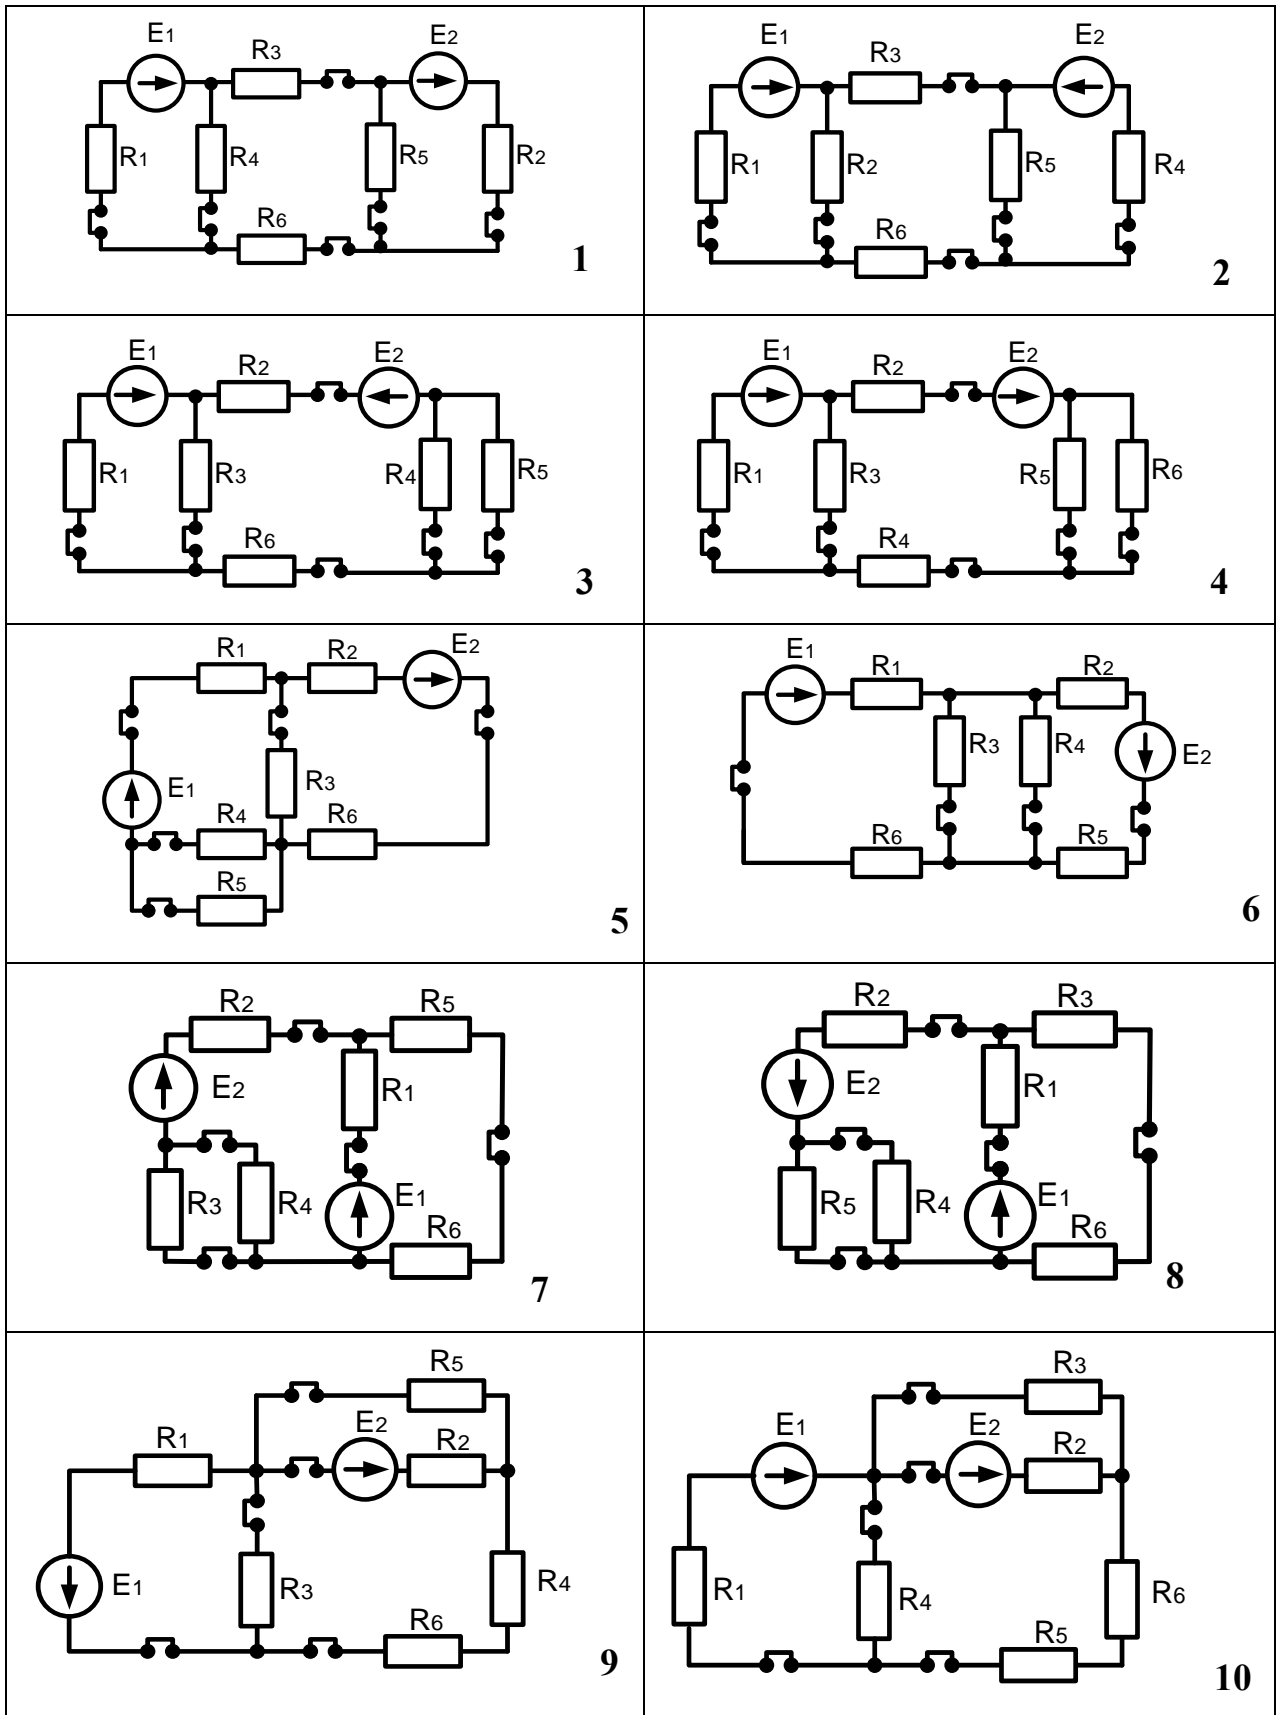 E1 R3 E2
R1 R4 R5 R2
R6
1
E1 R3 E2
R1 R2 R5 R4
R6
2
E1 R2 E2
R1 R3 R4 R5
R6
3
E1 R2 E2
R1 R3 R5 R6
R4
4
R1 R2 E2
E1 R3
R4 R6
R5
5
E1 R1 R2
R3 R4 E2
R6 R5
6
R2 R5
E2 R1
R3 R4 E1
R6
7
R2 R3
E2 R1
R5 R4 E1
R6
8
R5
R1 E2 R2
E1 R3 R4
R6
9
R3
E1 E2 R2
R1 R4 R6
R5
10